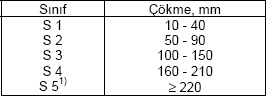 Sınıf Çökme, mm
S 1 10 - 40
S 2 50 - 90
S 3 100 - 150
S 4 160 - 210
S 5¹⁾ ≥ 220